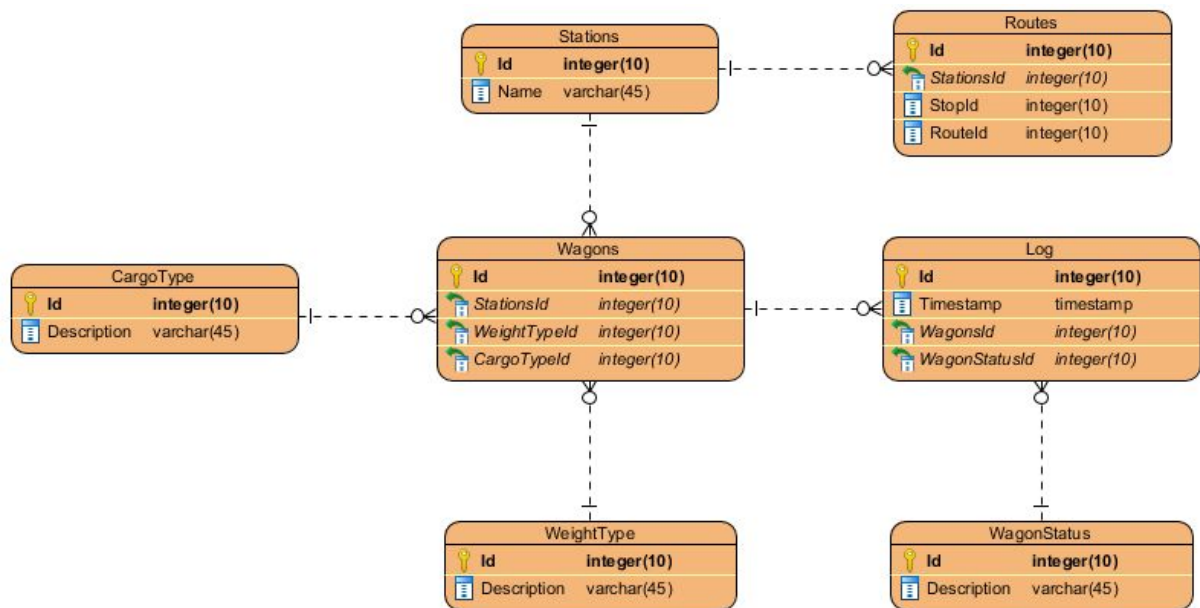 Stations
Id integer(10)
Name varchar(45)
Routes
Id integer(10)
StationsId integer(10)
StopId integer(10)
RouteId integer(10)
CargoType
Id integer(10)
Description varchar(45)
Wagons
Id integer(10)
StationsId integer(10)
WeightTypeId integer(10)
CargoTypeId integer(10)
Log
Id integer(10)
Timestamp timestamp
WagonsId integer(10)
WagonStatusId integer(10)
WeightType
Id integer(10)
Description varchar(45)
WagonStatus
Id integer(10)
Description varchar(45)